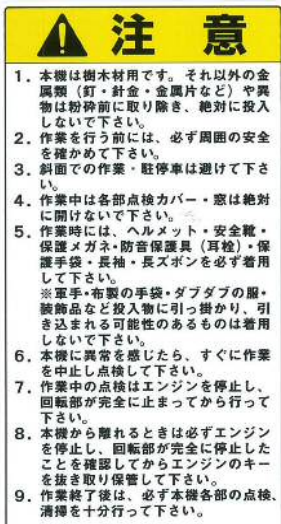 注 意
1．本機は樹木材用です。それ以外の金
属類（釘・針金・金属片など）や異
物は粉砕前に取り除き、絶対に投入
しないで下さい。
2．作業を行う前には、必ず周囲の安全
を確かめて下さい。
3．斜面での作業・駐停車は避けて下さ
い。
4．作業中は各部点検カバー・窓は絶対
に開けないで下さい。
5．作業時には、ヘルメット・安全靴・
保護メガネ・防音保護具（耳栓）・保
護手袋・長袖・長ズボンを必ず着用
して下さい。
※軍手・布製の手袋・ダブダブの服・
装飾品など投入物に引っ掛かり、引
き込まれる可能性のあるものは着用
しないで下さい。
6．本機に異常を感じたら、すぐに作業
を中止し点検して下さい。
7．作業中の点検はエンジンを停止し、
回転部が完全に止まってから行って
下さい。
8．本機から離れるときは必ずエンジン
を停止し、回転部が完全に停止した
ことを確認してからエンジンのキー
を抜き取り保管して下さい。
9．作業終了後は、必ず本機各部の点検、
清掃を十分行って下さい。